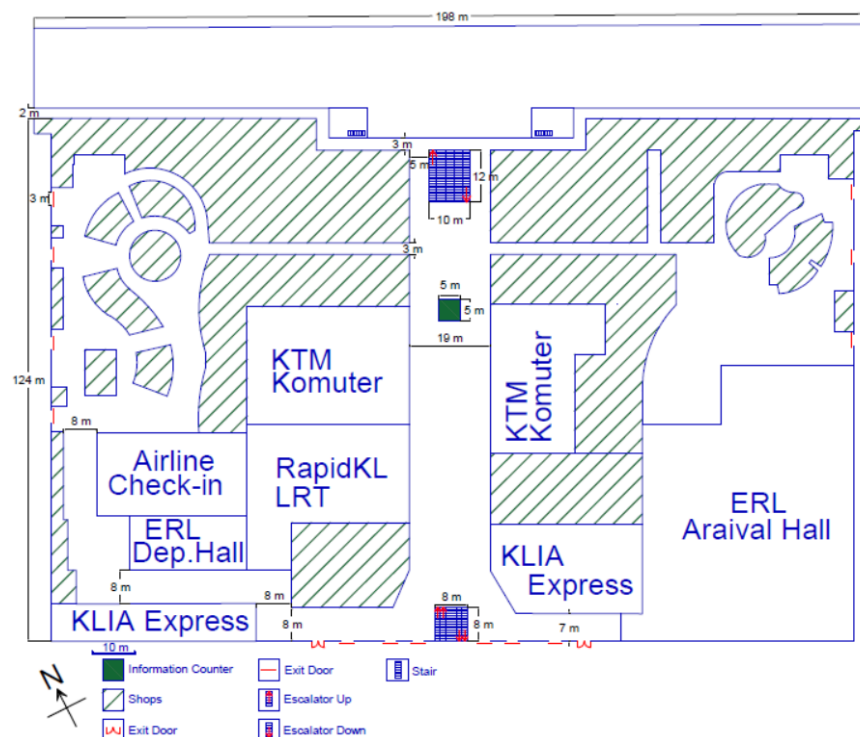 198 m
2 m
3 m
5 m
12 m
10 m
3 m
3 m
5 m
5 m
19 m
124 m
KTM
Komuter
KTM
Komuter
8 m
Airline
Check-in
RapidKL
LRT
ERL
Araival Hall
ERL
Dep.Hall
KLIA
Express
8 m
8 m
8 m
8 m
8 m
7 m
KLIA Express
10 m
N
Information Counter
Exit Door
Stair
Shops
Escalator Up
Exit Door
Escalator Down